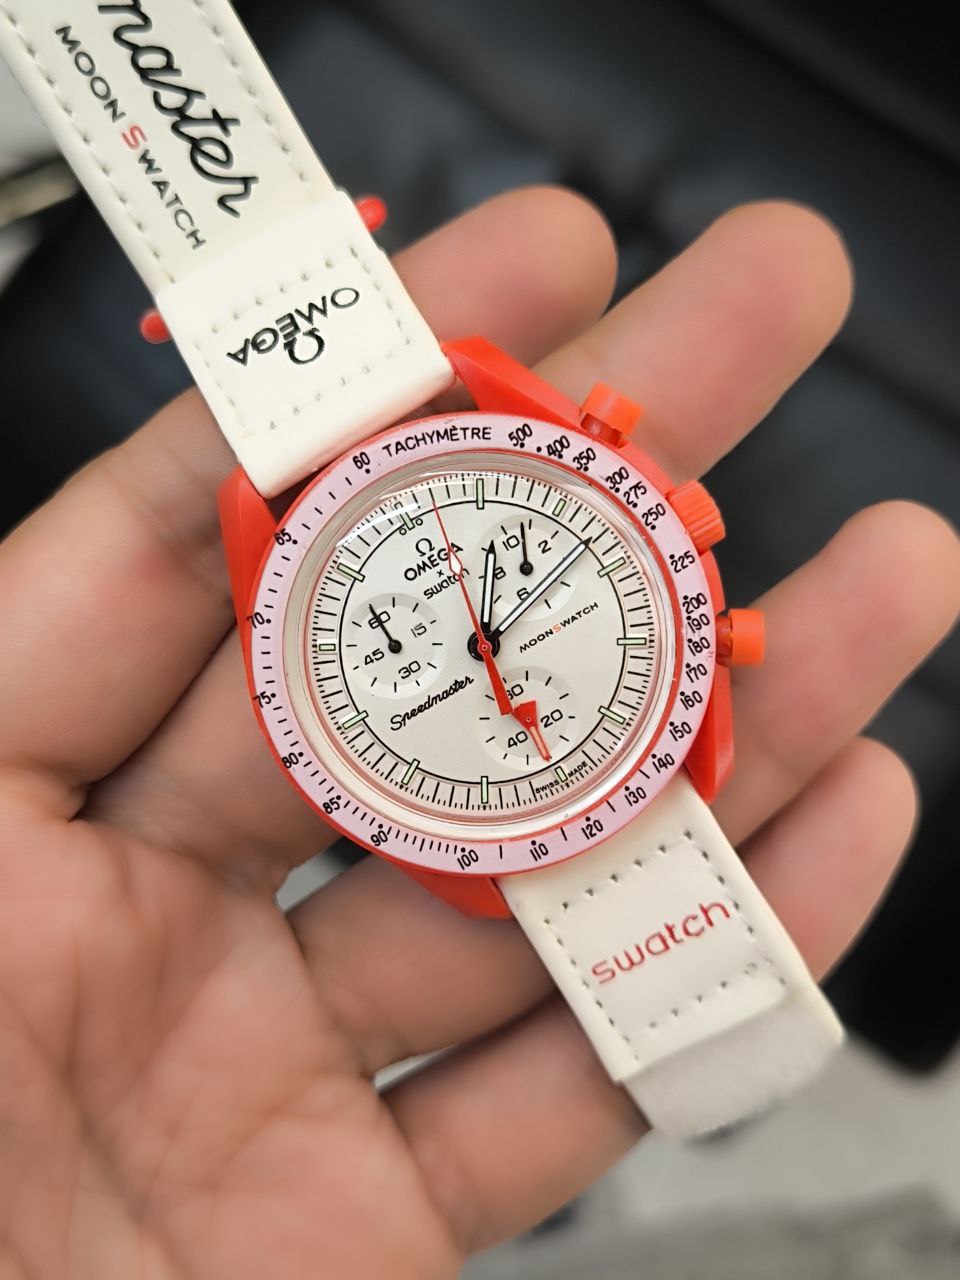 master
MOON SWATCH
Ω
OMEGA
TACHYMÈTRE
500
400
350
300
275
250
225
200
190
180
170
160
150
140
130
120
110
100
90
85
80
75
70
65
60
Ω
OMEGA
x
swatch
10
2
8
6
60
15
30
45
MOONSWATCH
Speedmaster
60
20
40
SWISS MADE
swatch